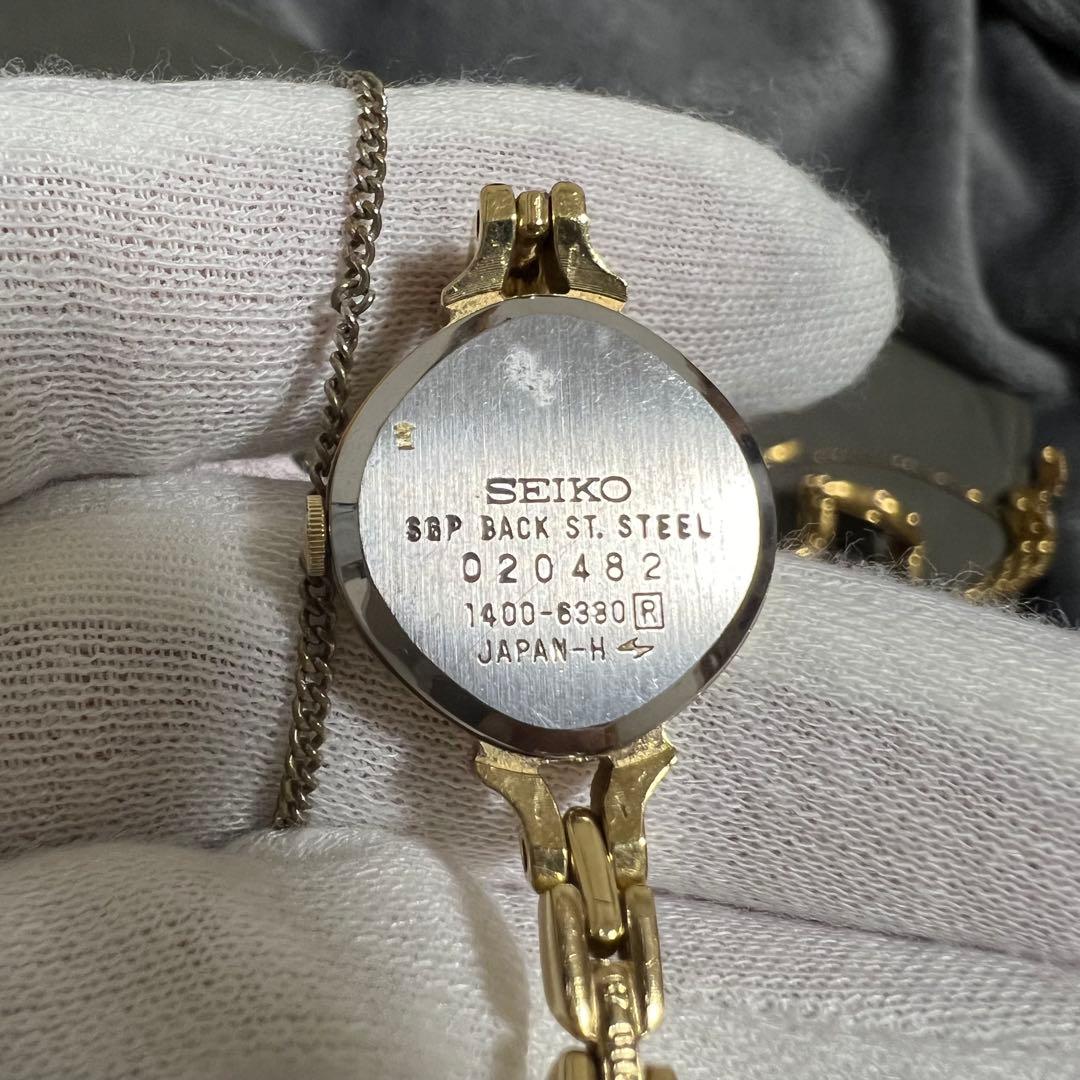 SEIKO
SGP BACK ST. STEEL
020482
1400-6380 R
JAPAN-H